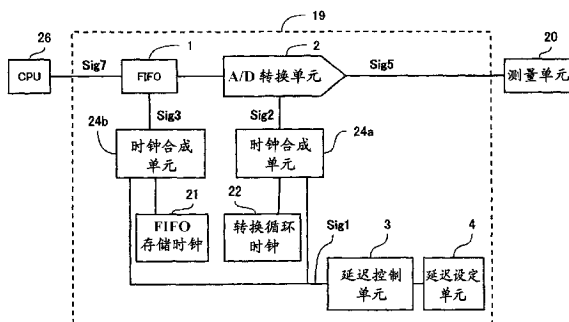 19
26
1
2
20
CPU
Sig7
FIFO
A/D 转换单元
Sig5
测量单元
24b
Sig3
Sig2
24a
时钟合成
单元
时钟合成
单元
21
22
FIFO
存储时钟
转换循环
时钟
Sig1
3
4
延迟控制
单元
延迟设定
单元